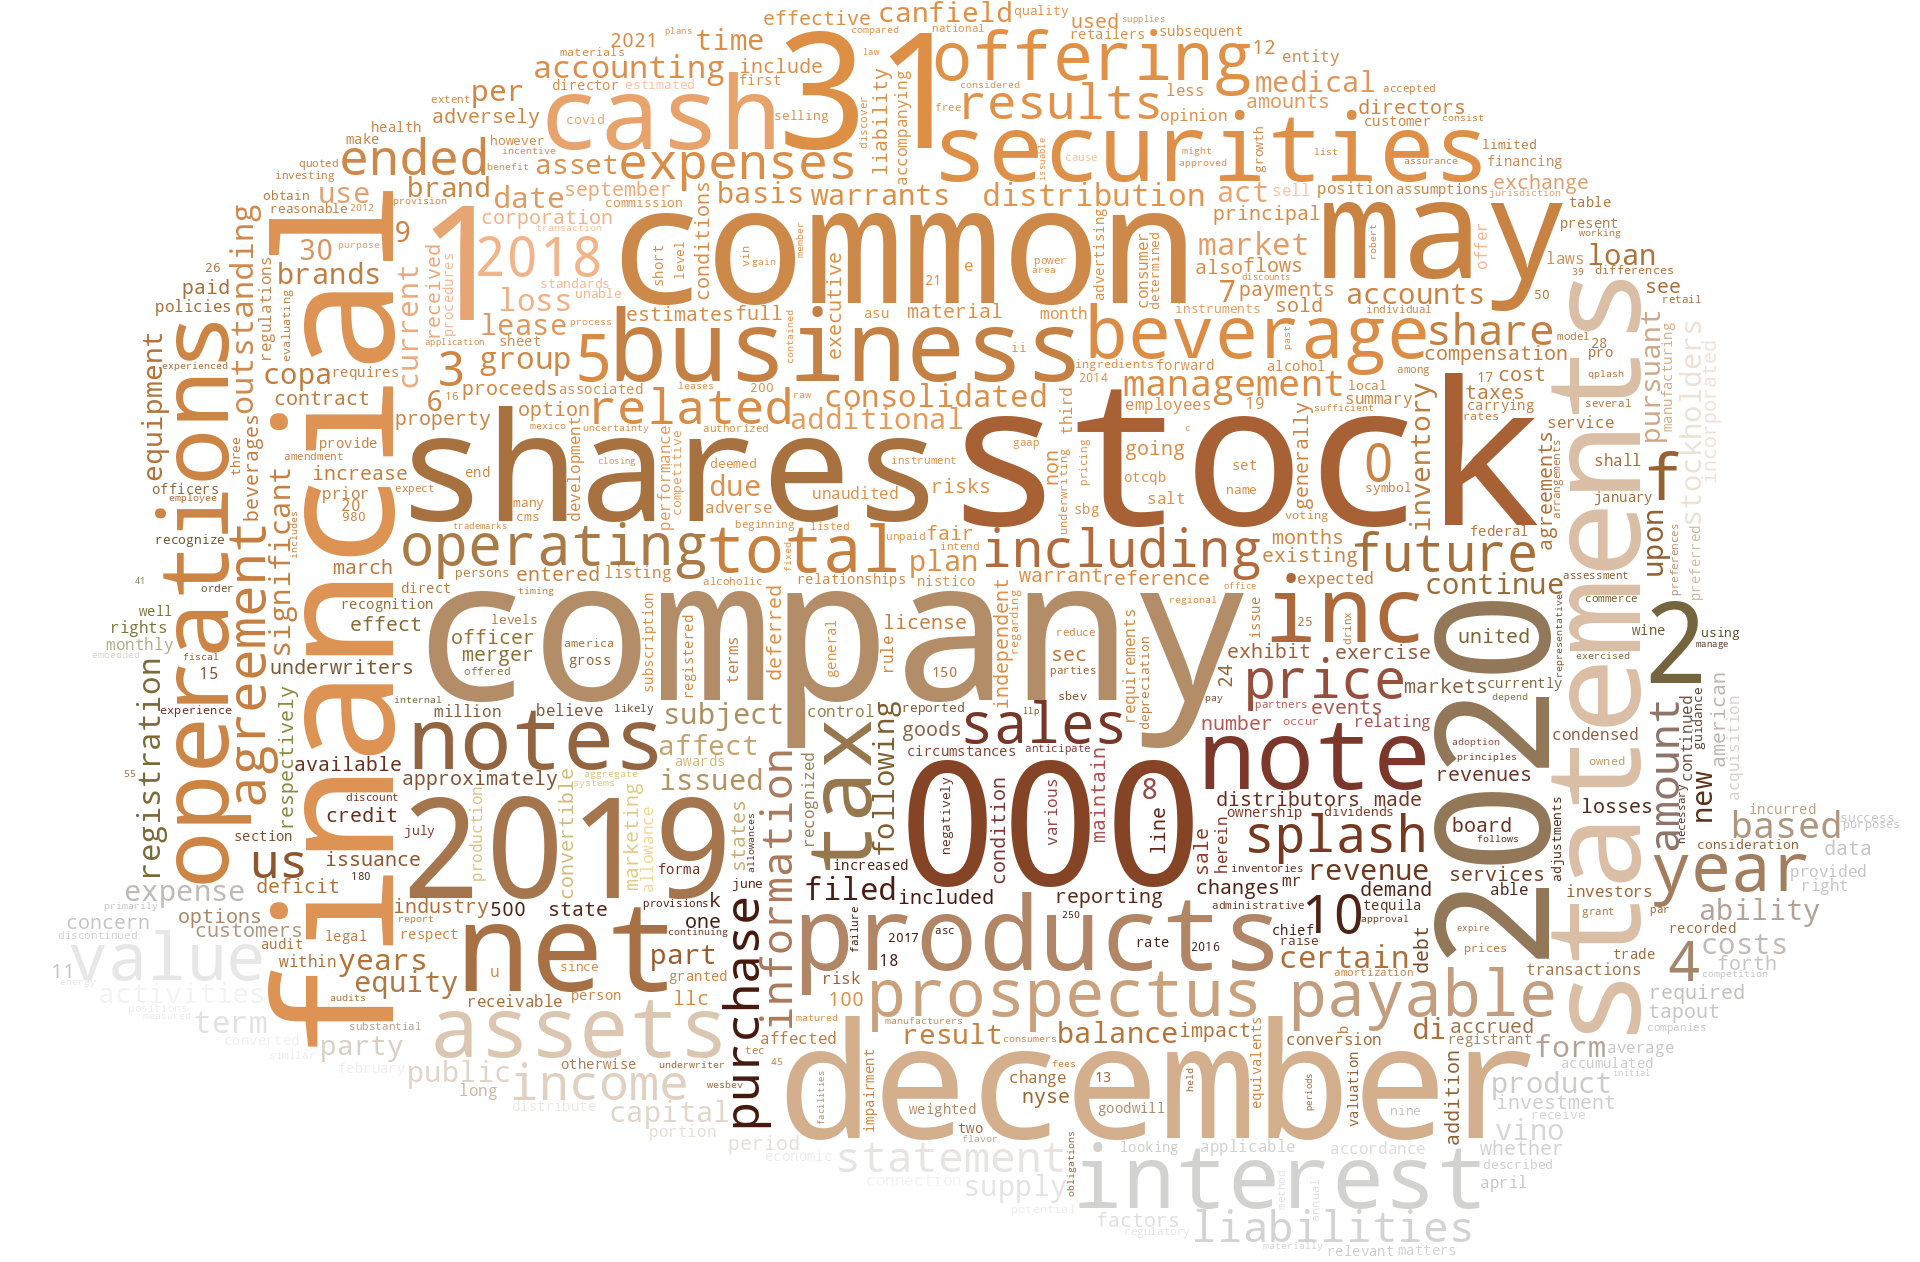 effective canfield quality used supplies
materials 2021 plans time compared national retailers subsequent
accounting include law 31 offering 12 entity
director estimated first considered less medical accepted
extent per cash liability accompanying free results amounts directors
adversely covid selling discover opinion customer consist
health make however securities growth list limited
quoted ended incentive benefit asset expenses issuable cause might approved assurance financing
investing brand date september basis warrants distribution act sell position assumptions exchange jurisdiction
obtain use provision corporation commission conditions member principal offer table
reasonable 2012 9 transaction common advertising consumer determined market robert may present working
30 purpose 1 2018 short level vin gain 21 e power area also flows laws loan
26 brands current received procedures standards executive 7 payments discounts accounts 39 differences see
paid regulations loss unable sold instruments individual 50 retail
policies outstanding evaluating lease estimates full asu material month beverage share model
equipment application sheet process business contained ii past compensation 28 pursuant manufacturing stockholders incorporated
experienced copa requires 3 group 5 ingredients forward alcohol among pro
contract 16 proceeds associated leases 200 raw consolidated 2014 management local summary 17 cost qplash
financial 6 property option related additional employees 19 sufficient inventory taxes carrying rates several
operations three provide mexico uncertainty authorized shares stock gaap third c service
beverages amendment increase end development closing performance competitive deemed instrument non going set 0 generally agreements arrangements shall
officers significant prior expect many cms due unaudited risks otcqb name symbol january f
employee 20 980 adverse underwriting pricing salt sbg voting upon
recognize includes trademarks beginning listed unpaid fair months federal statements
agreement march operating total fixed plan intend including existing future preferred preferences
41 order persons entered listing alcoholic relationships nistico warrant reference expected continue assessment
well direct timing company office inc commerce 2
rights recognition levels subscription deferred license independent regarding regional issue 25 drinx representative 2020 wine using
monthly effect officer america registered terms general rule reduce requirements exercise united manage
embedded fiscal underwriters merger gross offered 150 sec parties exhibit exercised
registration 15 internal pay 24 price markets currently american
experience respectively million believe likely subject control reported sbev llp depreciation partners depend continued guidance
available notes affect information goods sales number events relating condensed amount acquisition
awards circumstances anticipate note occur adoption principles necessary new
55 approximately aggregate systems issued recognized tax following 000 condition maintain 8 revenues owned
discount convertible marketing allowance various distributors made losses incurred
credit july production 2019 states negatively line ownership dividends board success
section us forma allowances sale herein splash follows adjustments based purposes
issuance purchase increased inventories revenue services consideration data
expense deficit 180 june filed included reporting changes mr demand able investors year provided
primarily options industry 500 state provisions k administrative 10 tequila grant par right
concern customers report one products 250 chief approval expire ability
discontinued audit legal respect net continuing failure 2017 asc rate 2016 raise debt prices recorded
value within years part 18 certain trade costs
11 energy equity u since granted risk amortization transactions 4 forth competition
activities audits receivable person llc 100 prospectus payable required
positions measured assets matured manufacturers b di accrued tapout
term substantial result consumers balance impact conversion registrant companies
converted party affected equivalents form average
similar february otherwise underwriter tec 45 december fees accumulated initial
public income wesbev impairment change 13 held periods valuation product
long distribute capital facilities nyse goodwill nine addition investment
weighted receive
portion period two vino
economic flavor statement obligations looking applicable accordance whether
connection supply interest method annual described
potential april
factors liabilities
regulatory
materially relevant matters